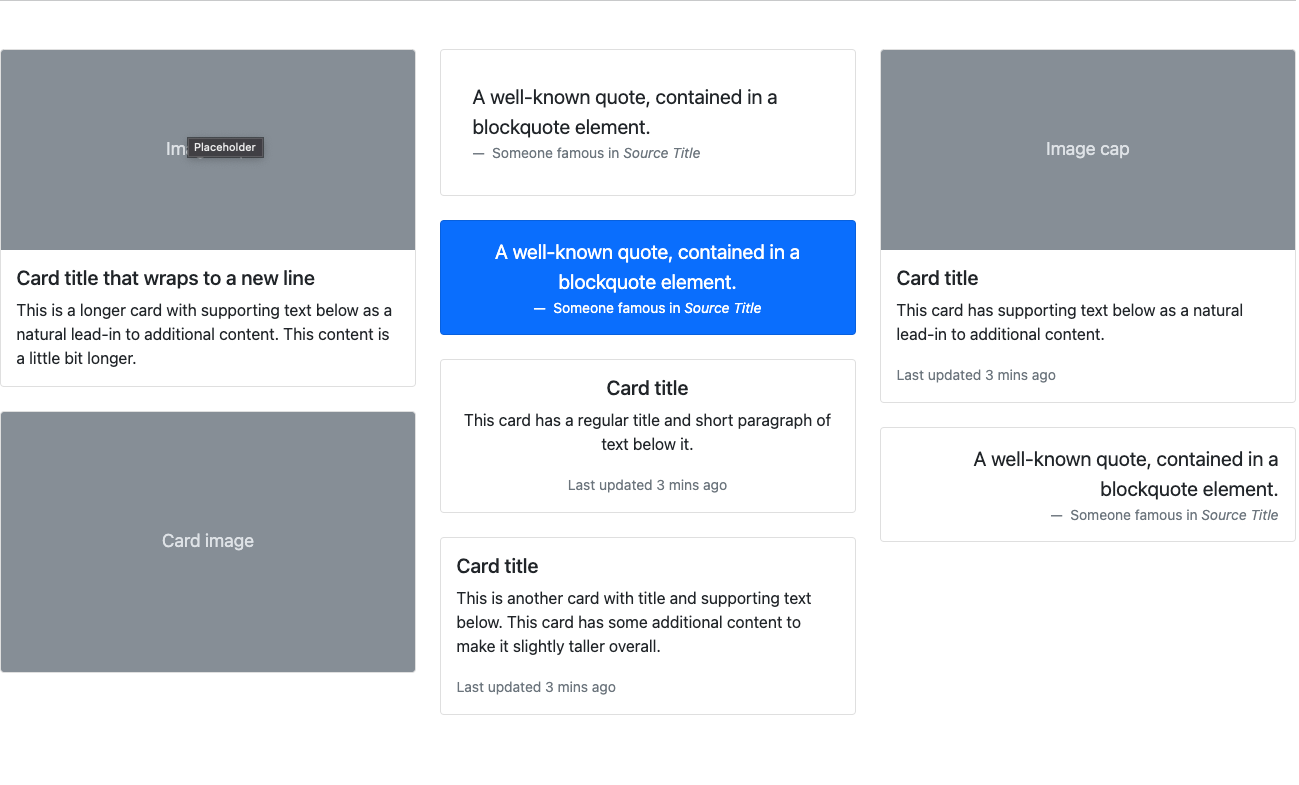 Im
Placeholder
Card title that wraps to a new line
This is a longer card with supporting text below as a
natural lead-in to additional content. This content is
a little bit longer.
Card image
A well-known quote, contained in a
blockquote element.
— Someone famous in Source Title
A well-known quote, contained in a
blockquote element.
— Someone famous in Source Title
Card title
This card has a regular title and short paragraph of
text below it.
Last updated 3 mins ago
Card title
This is another card with title and supporting text
below. This card has some additional content to
make it slightly taller overall.
Last updated 3 mins ago
Image cap
Card title
This card has supporting text below as a natural
lead-in to additional content.
Last updated 3 mins ago
A well-known quote, contained in a
blockquote element.
— Someone famous in Source Title